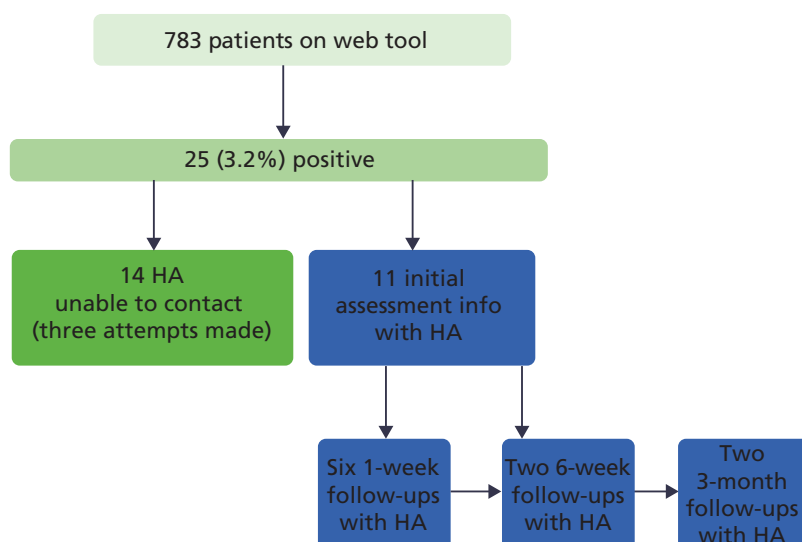 783 patients on web tool
25 (3.2%) positive
14 HA
unable to contact
(three attempts made)
11 initial
assessment info
with HA
Six 1-week
follow-ups
with HA
Two 6-week
follow-ups
with HA
Two
3-month
follow-ups
with HA